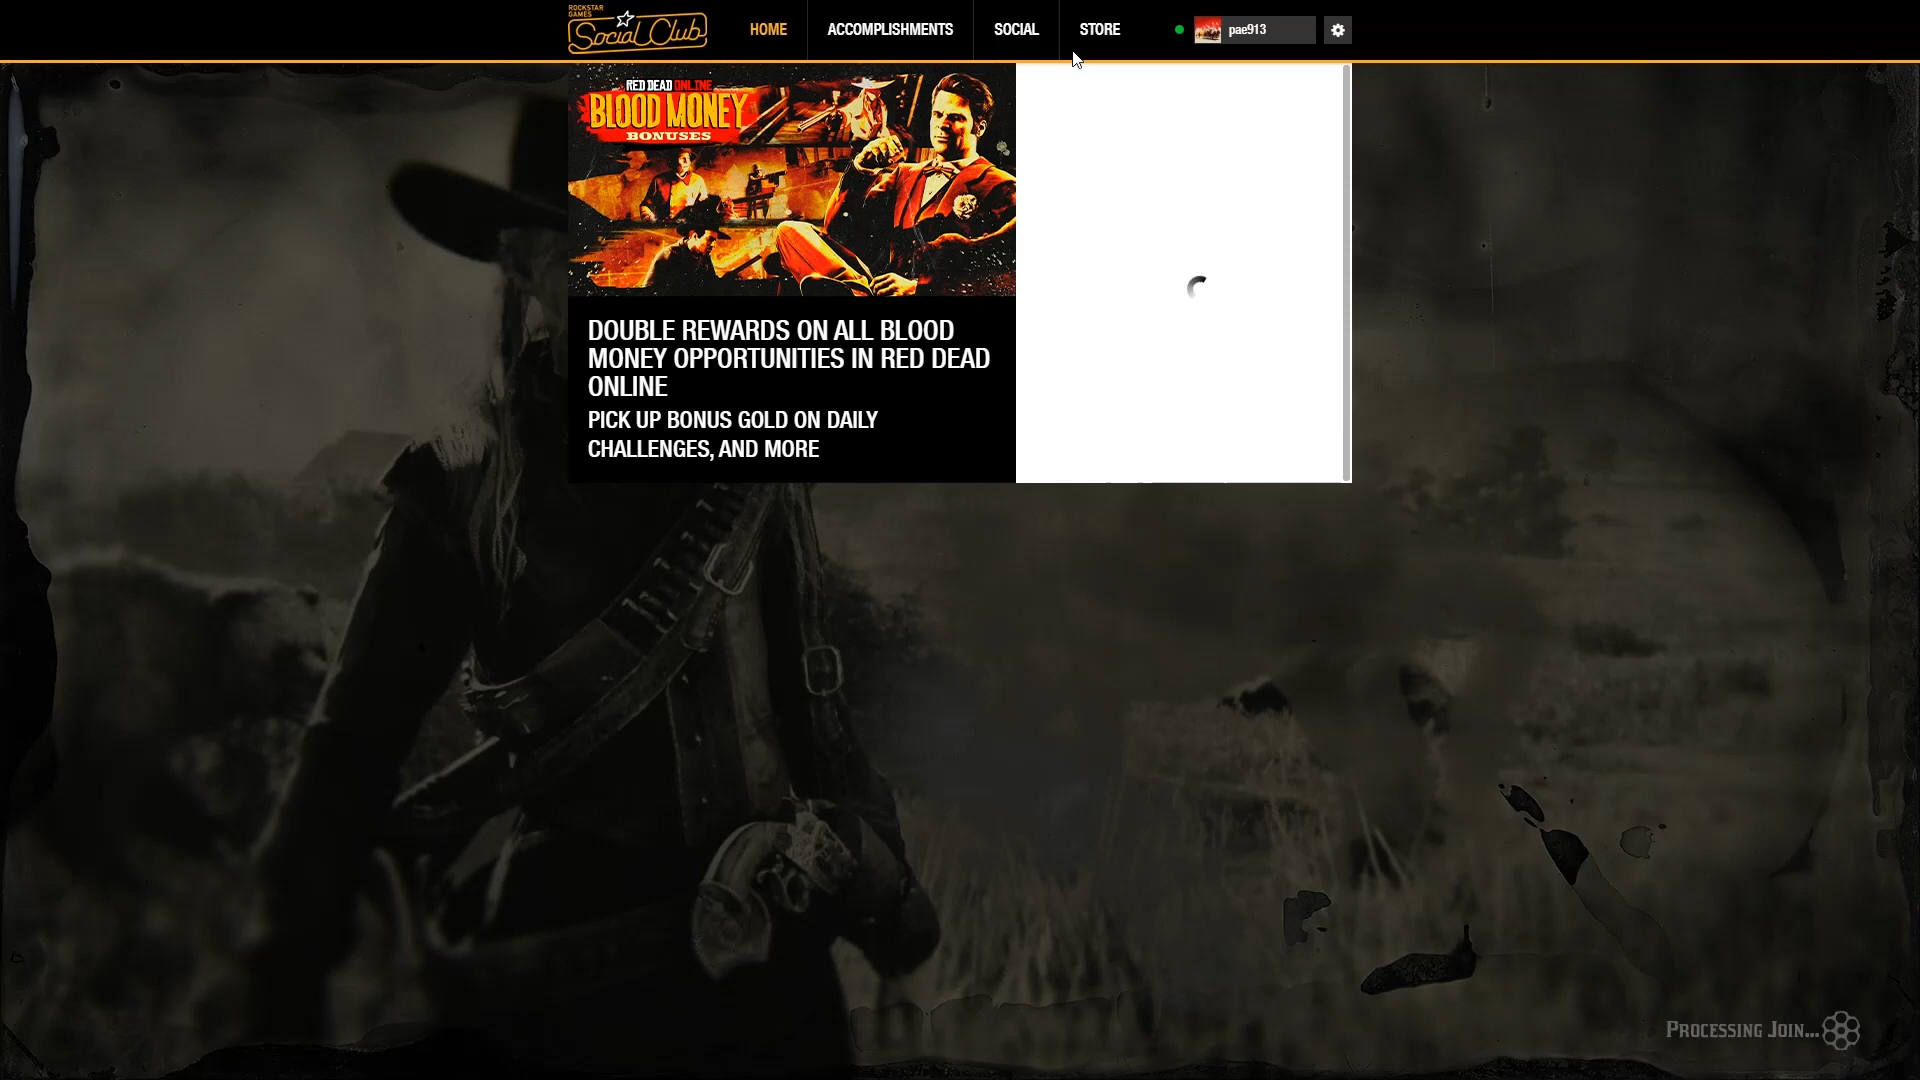 ROCKSTAR
GAMES
Social Club
HOME
ACCOMPLISHMENTS
SOCIAL
STORE
pae913
RED DEAD ONLINE
BLOOD MONEY
BONUSES
DOUBLE REWARDS ON ALL BLOOD
MONEY OPPORTUNITIES IN RED DEAD
ONLINE
PICK UP BONUS GOLD ON DAILY
CHALLENGES, AND MORE
PROCESSING JOIN...